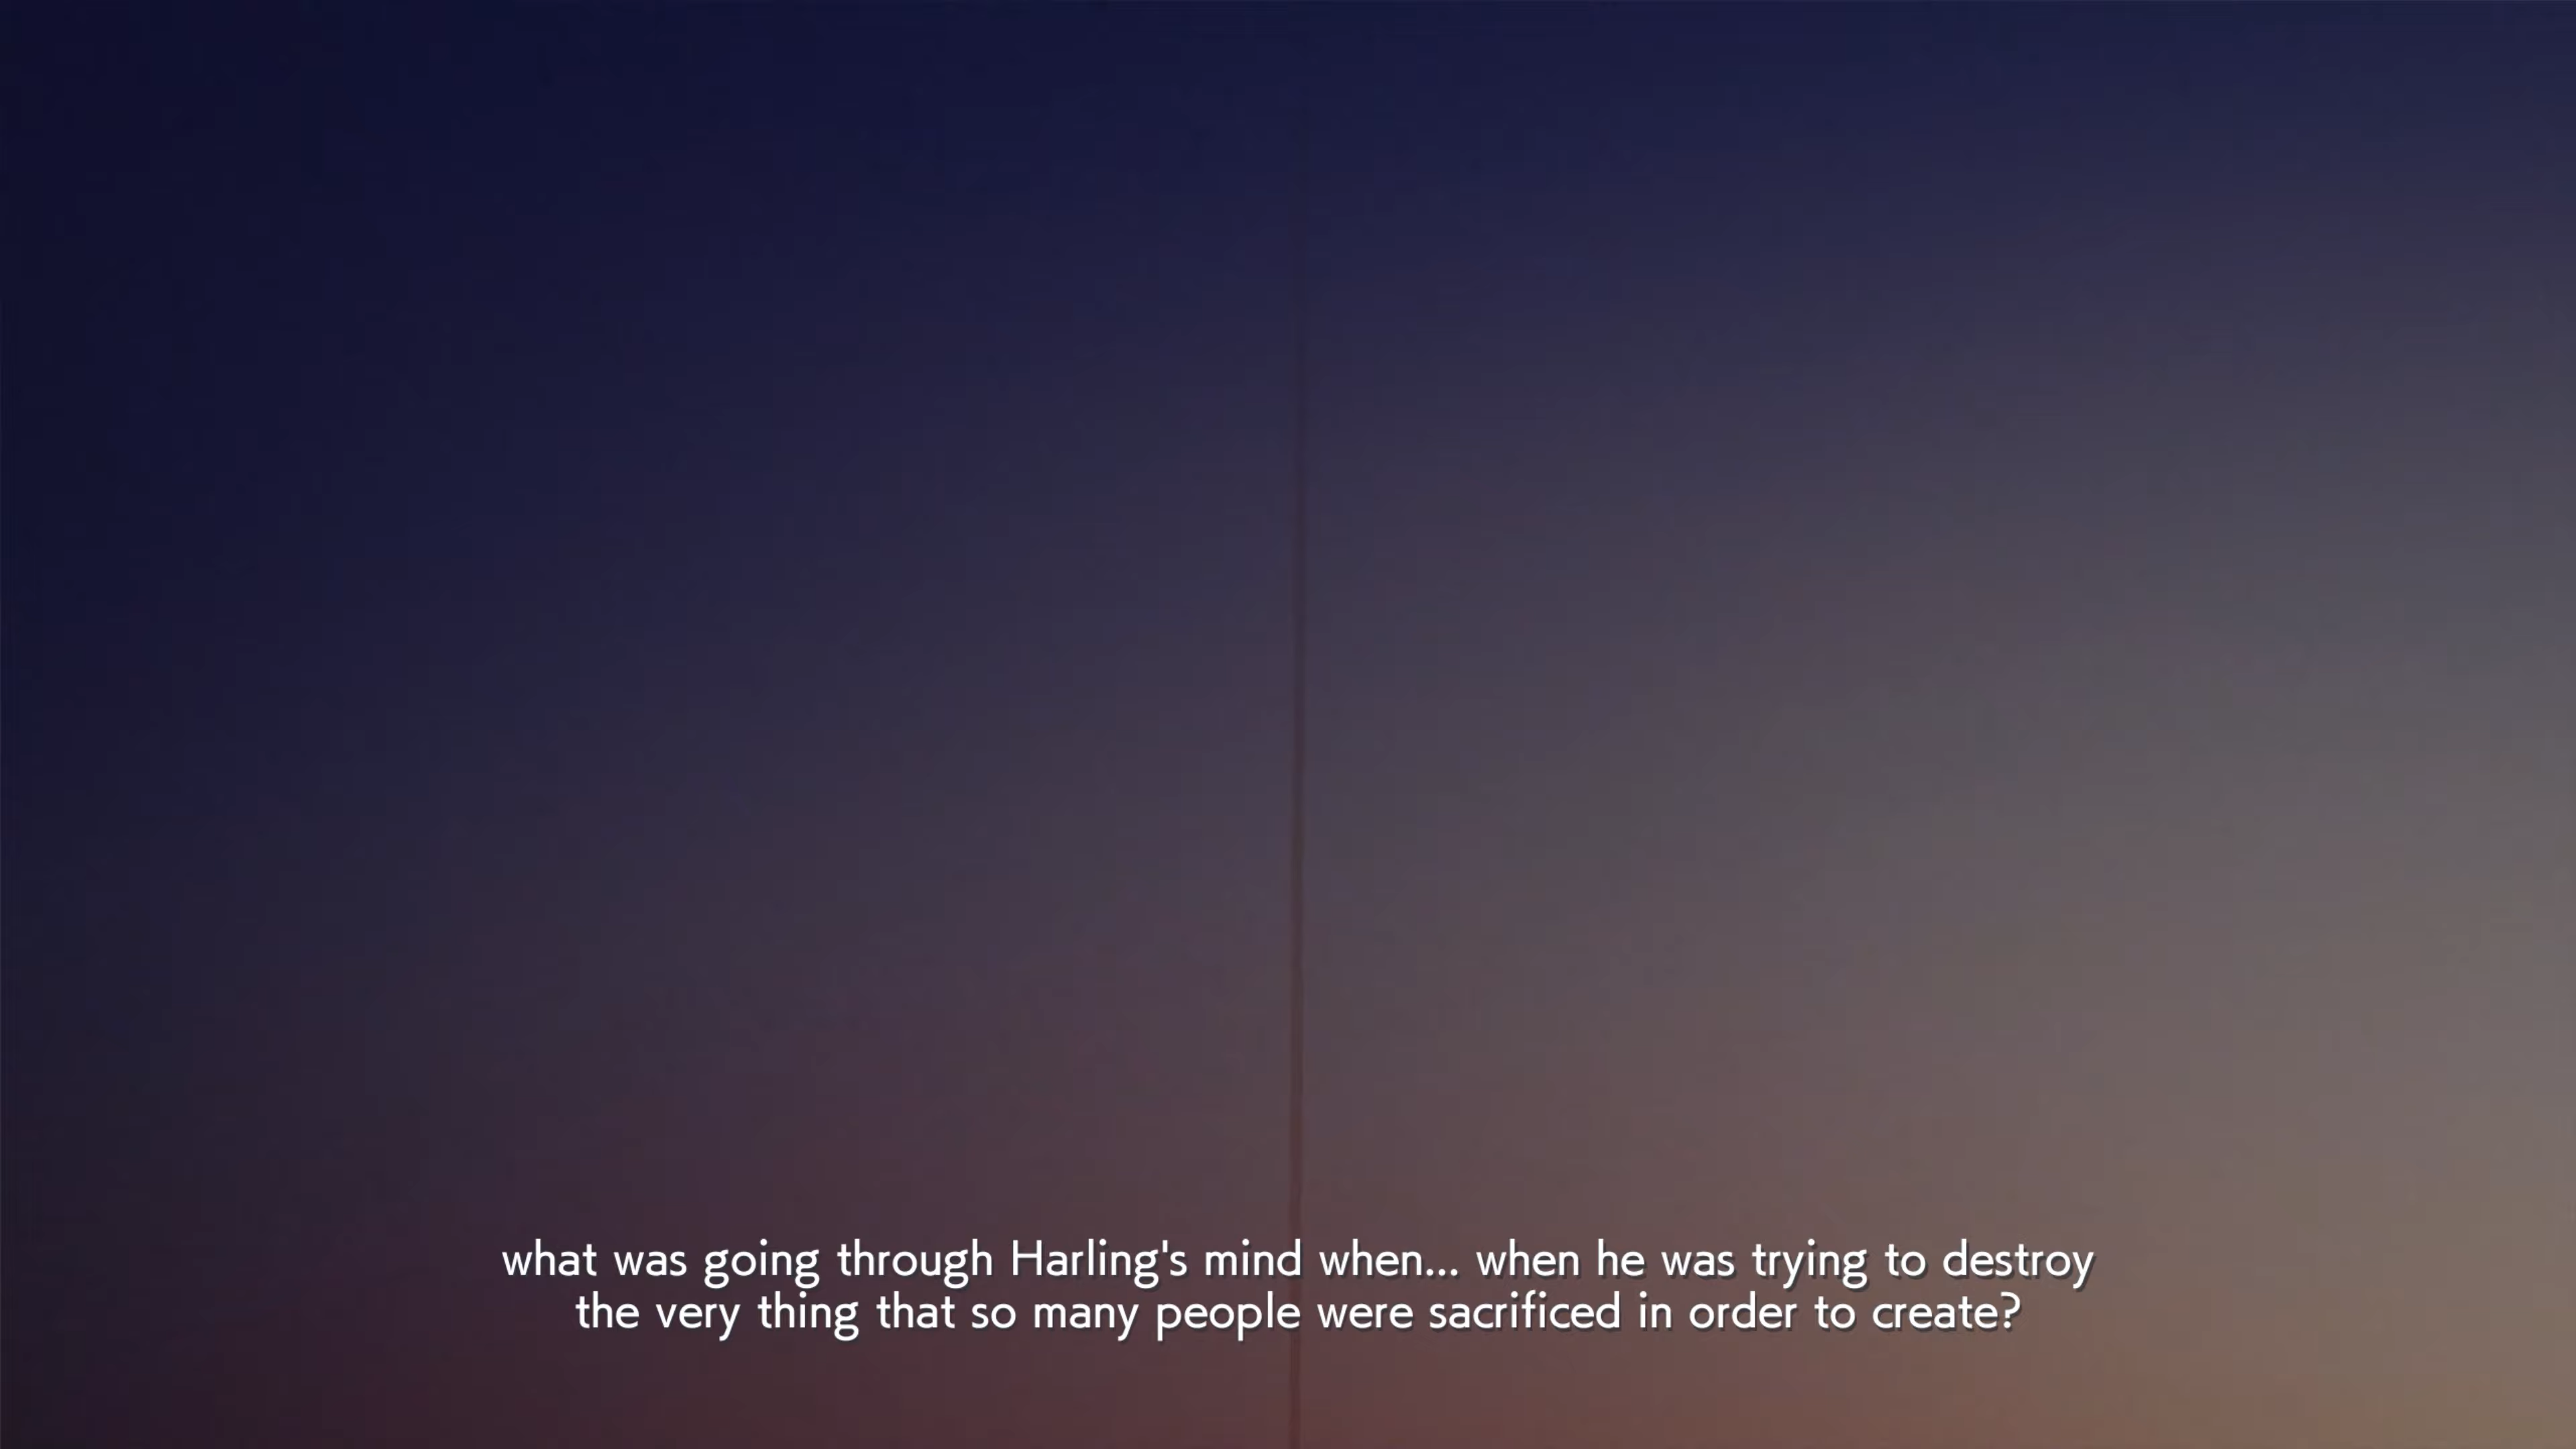 what was going through Harling's mind when... when he was trying to destroy
the very thing that so many people were sacrificed in order to create?